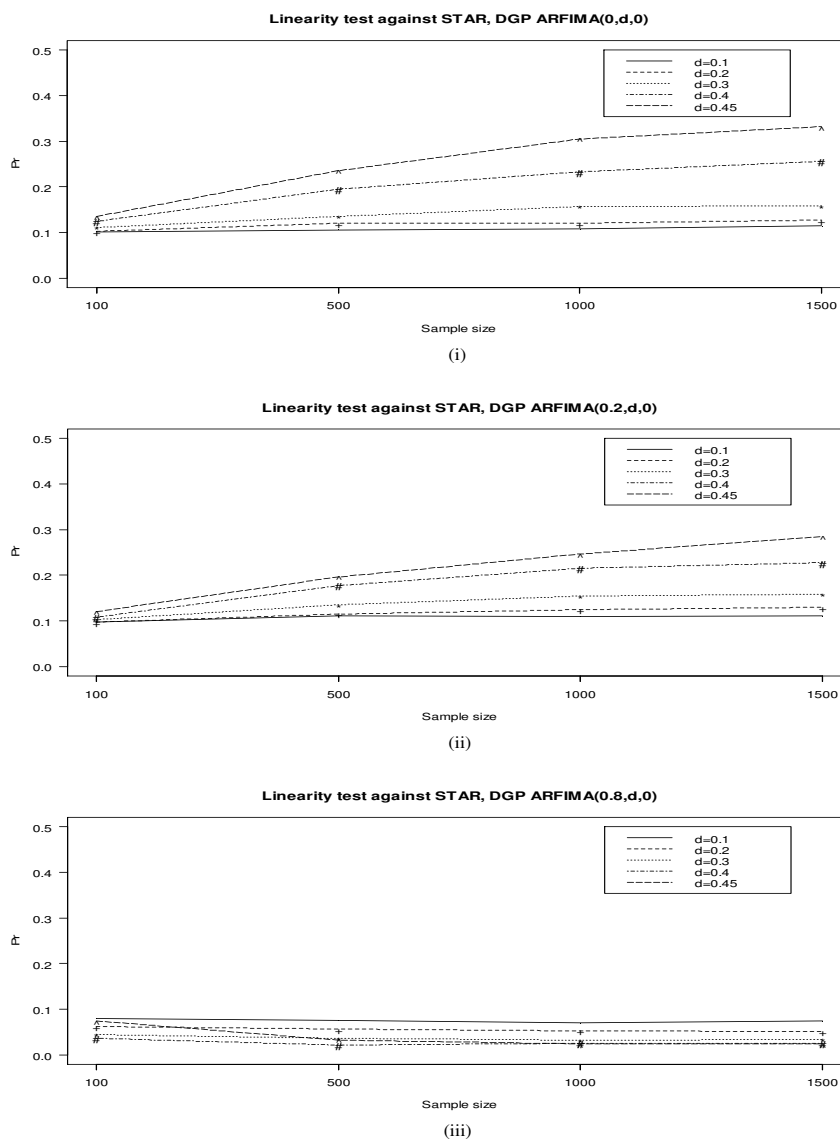 Linearity test against STAR, DGP ARFIMA(0,d,0)
0.5
0.4
0.3
0.2
0.1
0.0
Pr
d=0.1
d=0.2
d=0.3
d=0.4
d=0.45
100
500
1000
1500
Sample size
(i)
Linearity test against STAR, DGP ARFIMA(0.2,d,0)
0.5
0.4
0.3
0.2
0.1
0.0
Pr
d=0.1
d=0.2
d=0.3
d=0.4
d=0.45
100
500
1000
1500
Sample size
(ii)
Linearity test against STAR, DGP ARFIMA(0.8,d,0)
0.5
0.4
0.3
0.2
0.1
0.0
Pr
d=0.1
d=0.2
d=0.3
d=0.4
d=0.45
100
500
1000
1500
Sample size
(iii)